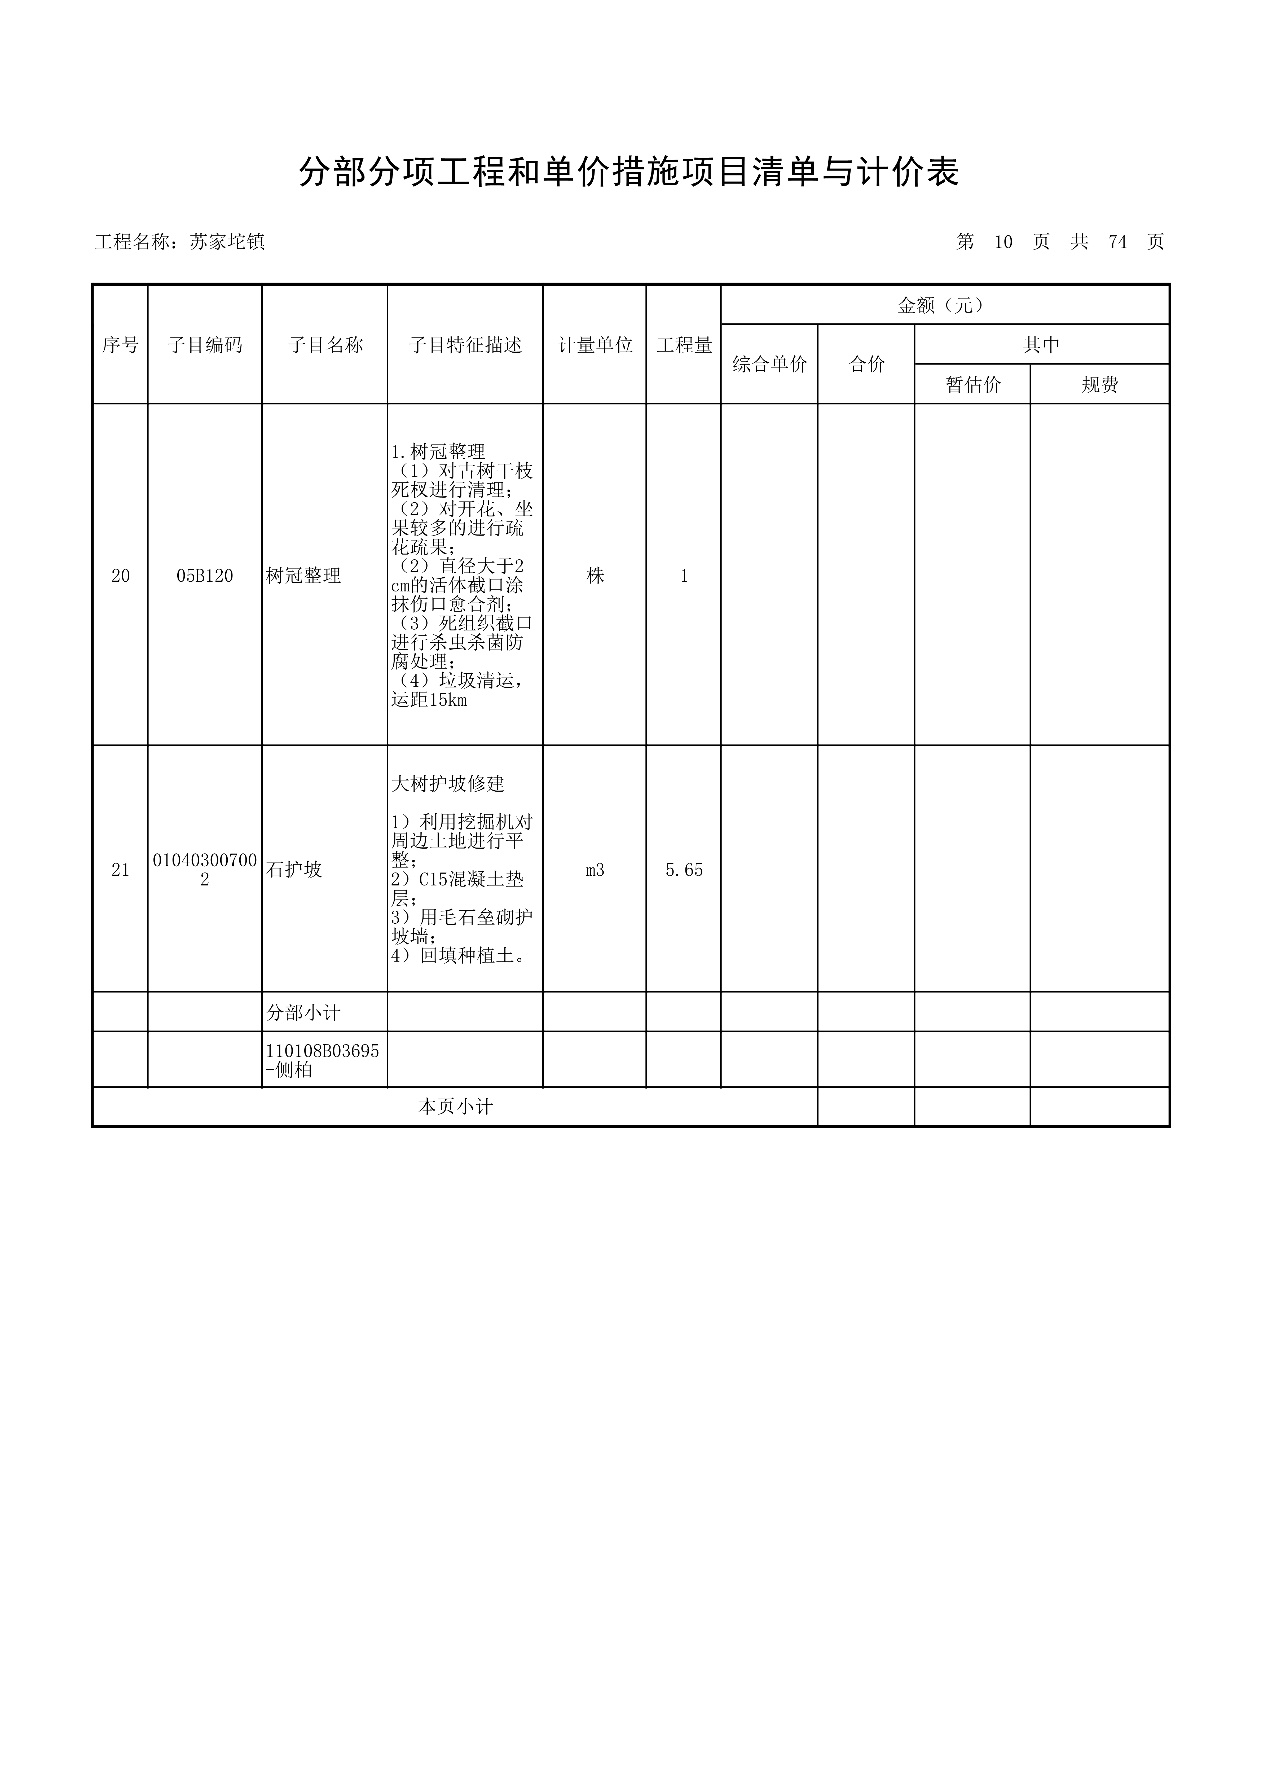 分部分项工程和单价措施项目清单与计价表
工程名称：苏家坨镇
第 10 页 共 74 页
序号
子目编码
子目名称
子目特征描述
计量单位
工程量
金额（元）
综合单价
合价
其中
暂估价
规费
20
05B120
树冠整理
1.树冠整理
（1）对古树干枝
死杈进行清理；
（2）对开花、坐
果较多的进行疏
花疏果；
（2）直径大于2
cm的活体截口涂
抹伤口愈合剂；
（3）死组织截口
进行杀虫杀菌防
腐处理；
（4）垃圾清运，
运距15km
株
1
21
01040300700
2
石护坡
大树护坡修建
1）利用挖掘机对
周边土地进行平
整；
2）C15混凝土垫
层；
3）用毛石垒砌护
坡墙；
4）回填种植土。
m3
5.65
分部小计
110108B03695
-侧柏
本页小计